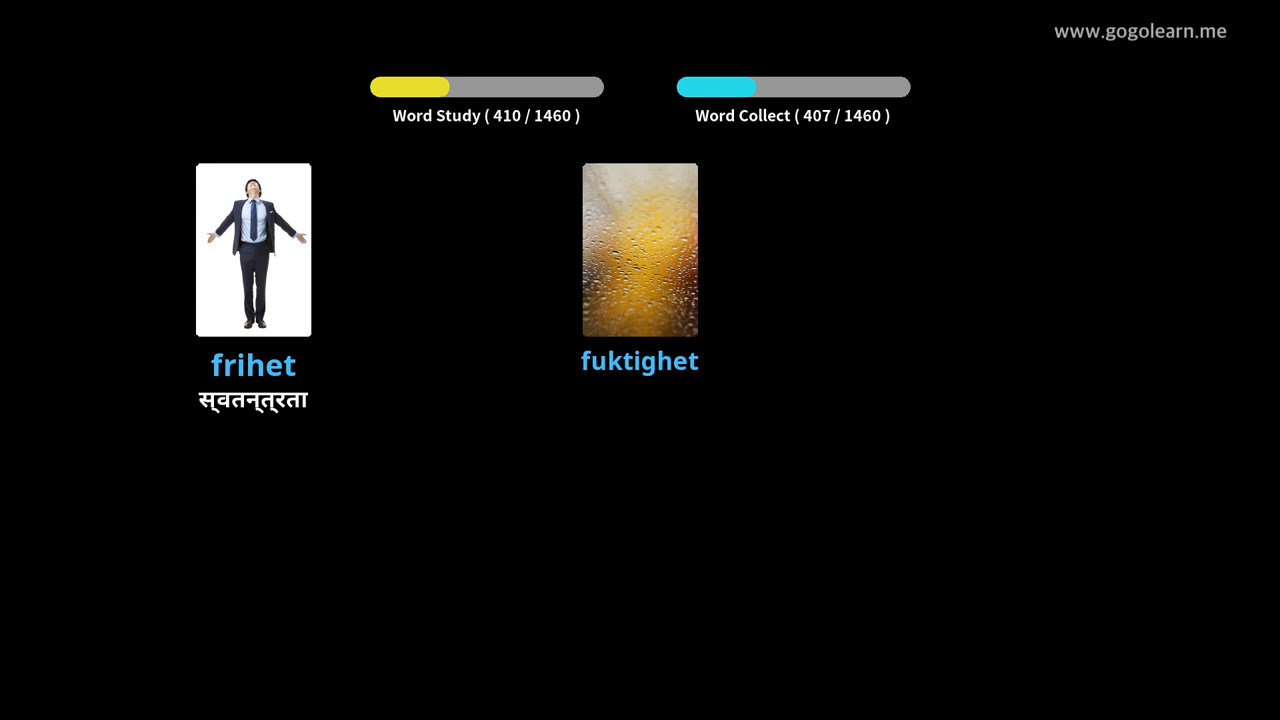 www.gogolearn.me
Word Study ( 410 / 1460 )
Word Collect ( 407 / 1460 )
frihet
स्वतन्त्रता
fuktighet